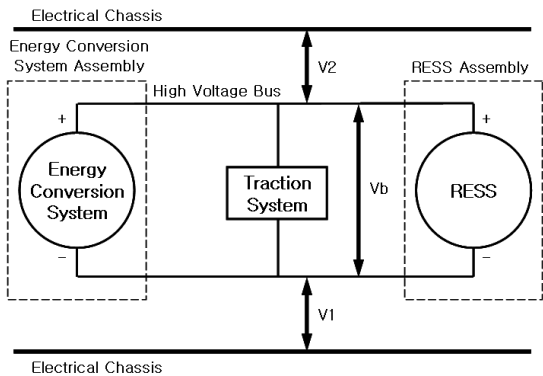 Electrical Chassis
Energy Conversion
System Assembly
V2
RESS Assembly
High Voltage Bus
+
+
Energy
Conversion
System
Traction
System
Vb
RESS
−
−
V1
Electrical Chassis